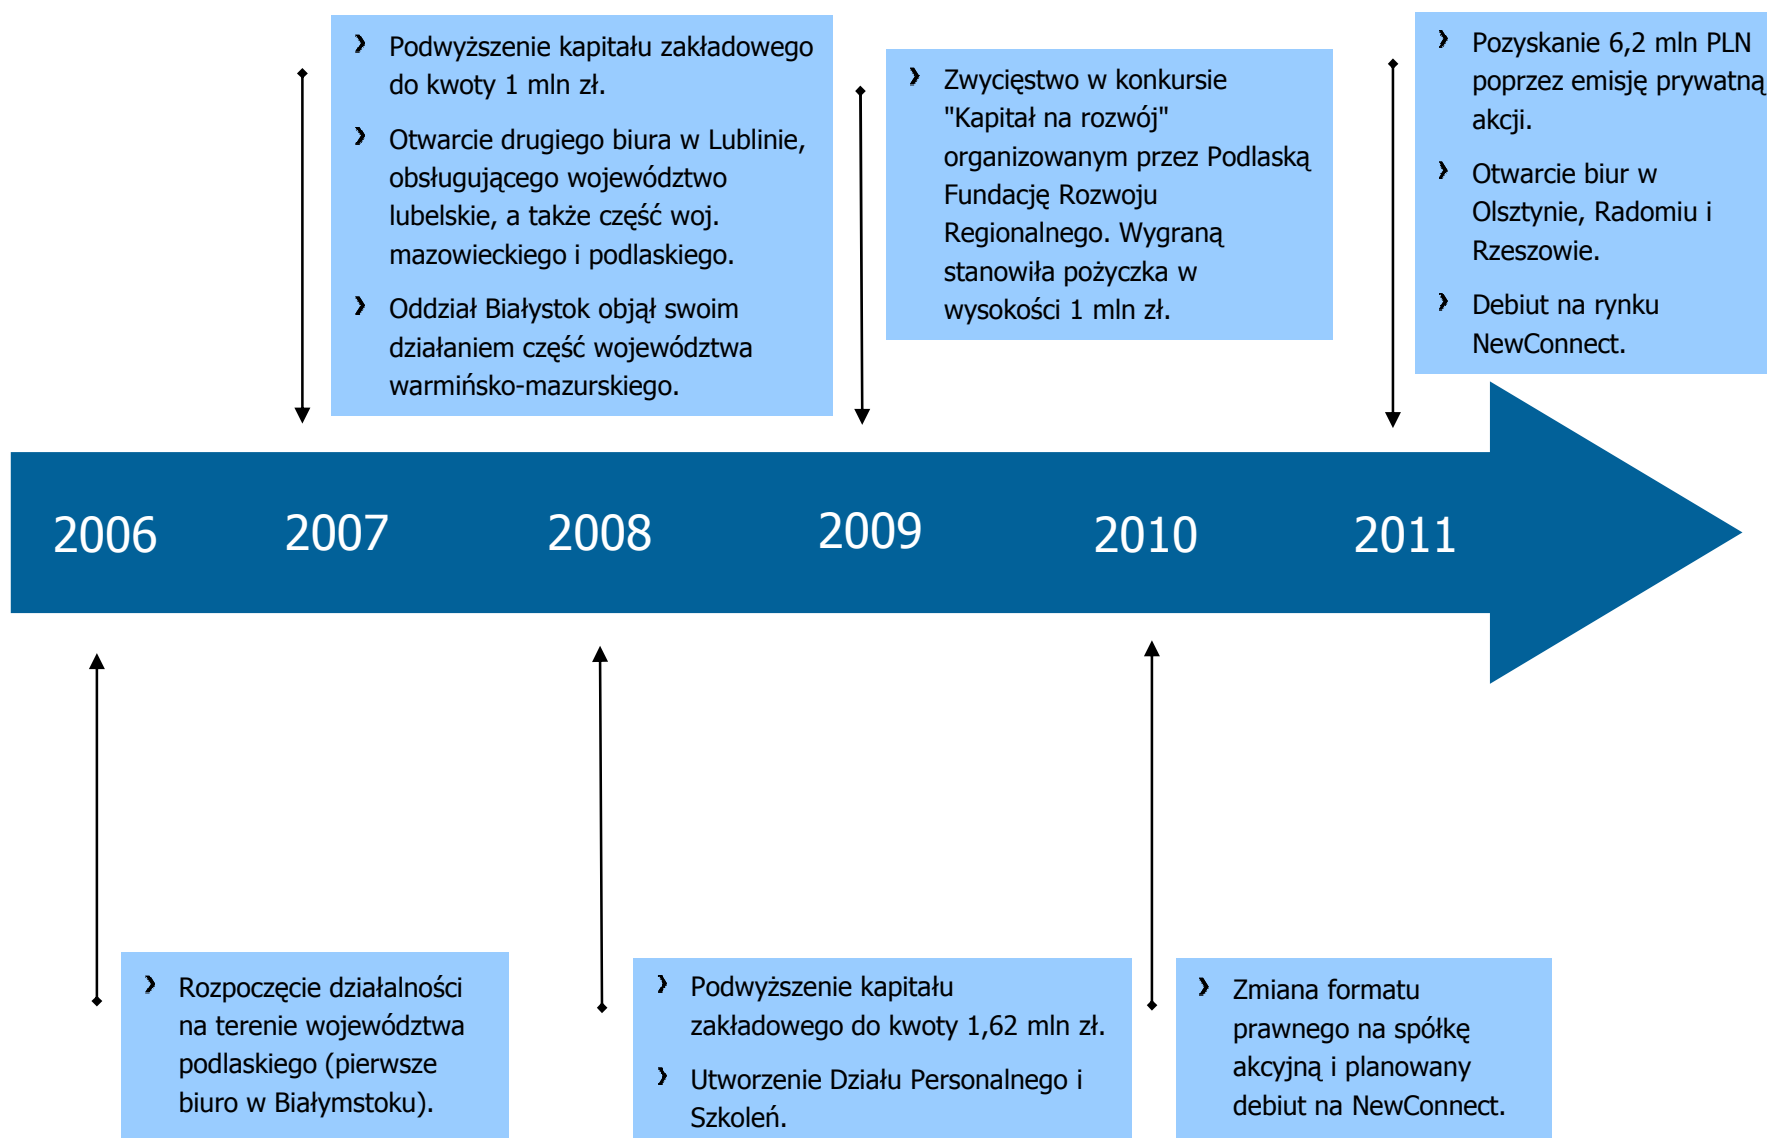 Podwyższenie kapitału zakładowego
do kwoty 1 mln zł.
Otwarcie drugiego biura w Lublinie,
obsługującego województwo
lubelskie, a także część woj.
mazowieckiego i podlaskiego.
Oddział Białystok objął swoim
działaniem część województwa
warmińsko-mazurskiego.
Zwycięstwo w konkursie
"Kapitał na rozwój"
organizowanym przez Podlaską
Fundację Rozwoju
Regionalnego. Wygraną
stanowiła pożyczka w
wysokości 1 mln zł.
Pozyskanie 6,2 mln PLN
poprzez emisję prywatną
akcji.
Otwarcie biur w
Olsztynie, Radomiu i
Rzeszowie.
Debiut na rynku
NewConnect.
2006 2007 2008 2009 2010 2011
Rozpoczęcie działalności
na terenie województwa
podlaskiego (pierwsze
biuro w Białymstoku).
Podwyższenie kapitału
zakładowego do kwoty 1,62 mln zł.
Utworzenie Działu Personalnego i
Szkoleń.
Zmiana formatu
prawnego na spółkę
akcyjną i planowany
debiut na NewConnect.